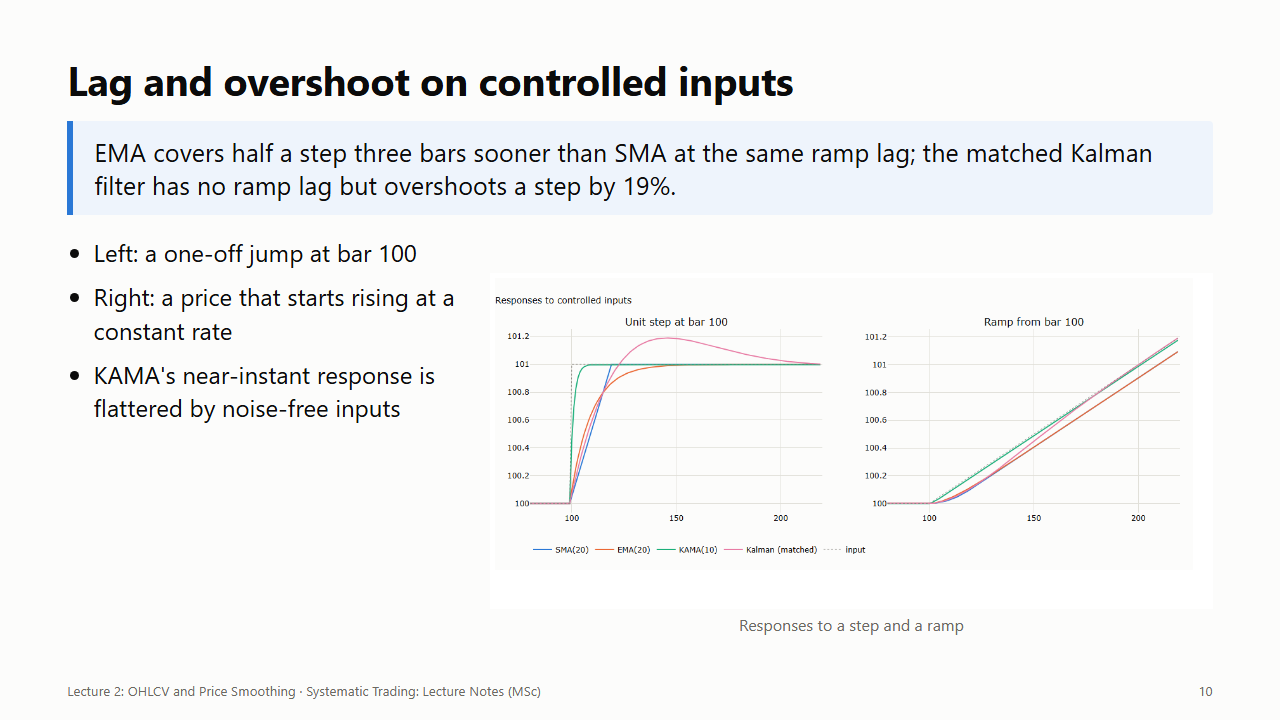 Lag and overshoot on controlled inputs
EMA covers half a step three bars sooner than SMA at the same ramp lag; the matched Kalman
filter has no ramp lag but overshoots a step by 19%.
• Left: a one-off jump at bar 100
• Right: a price that starts rising at a
constant rate
• KAMA's near-instant response is
flattered by noise-free inputs
Responses to controlled inputs
Unit step at bar 100
101.2
101
100.8
100.6
100.4
100.2
100
100 150 200
Ramp from bar 100
101.2
101
100.8
100.6
100.4
100.2
100
100 150 200
SMA(20) EMA(20) KAMA(10) Kalman (matched) input
Responses to a step and a ramp
Lecture 2: OHLCV and Price Smoothing · Systematic Trading: Lecture Notes (MSc)
10